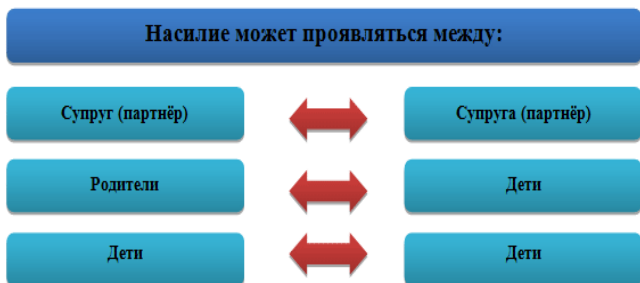 Насилие может проявляться между:
Супруг (партнёр)
Супруга (партнёр)
Родители
Дети
Дети
Дети